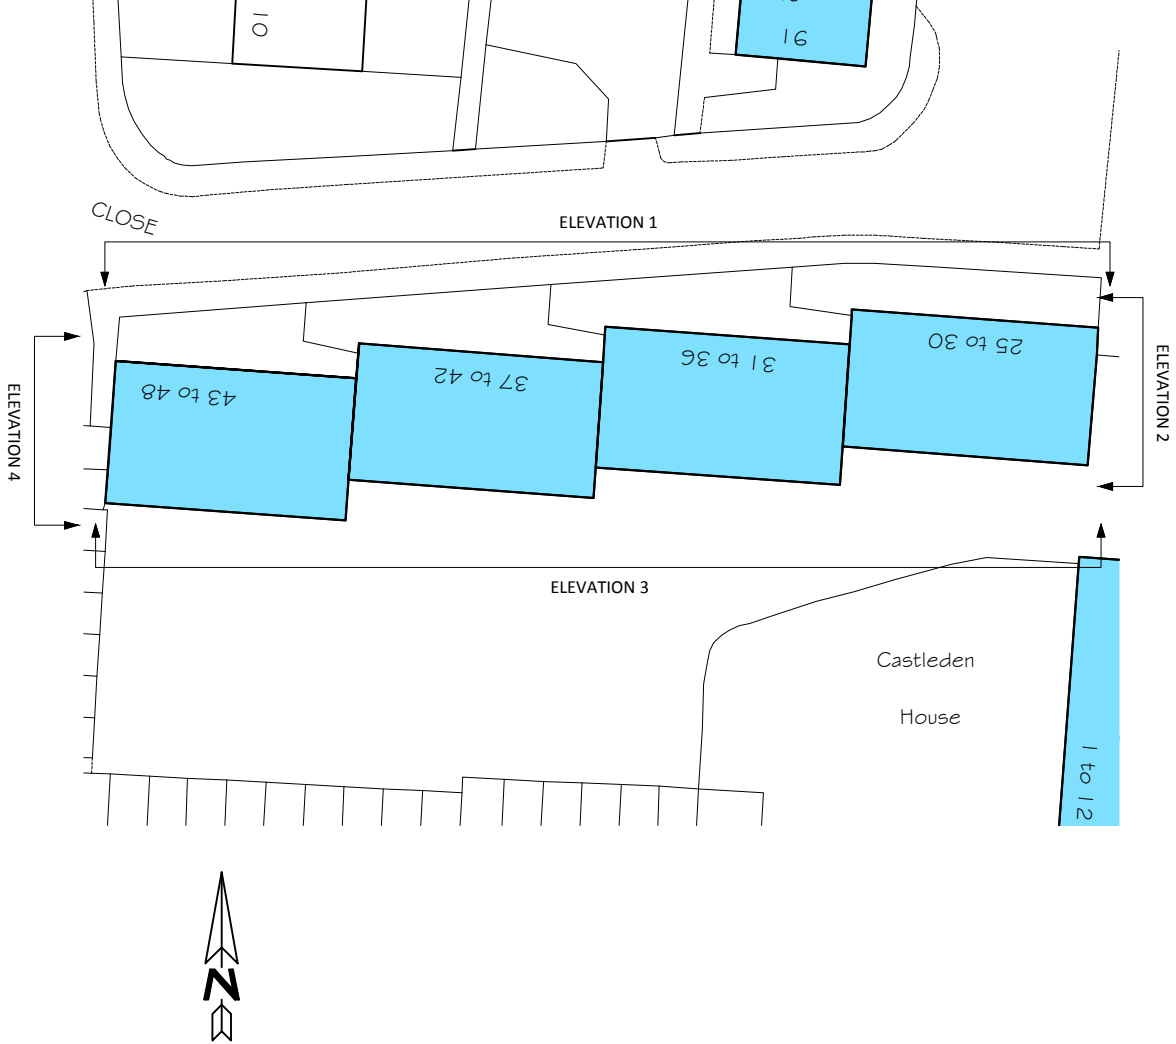 10
91
CLOSE
ELEVATION 1
25 to 30
31 to 36
37 to 42
43 to 48
ELEVATION 2
ELEVATION 4
ELEVATION 3
Castleden
House
1 to 12
N